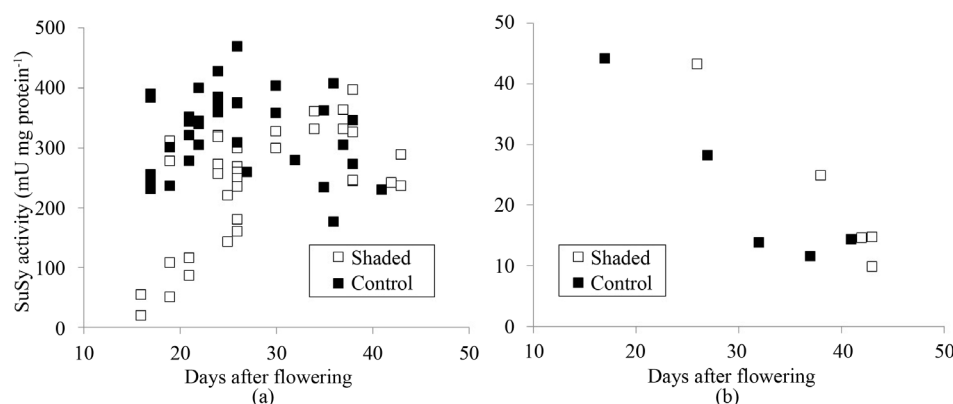 SuSy activity (mU mg protein⁻¹)
500
400
300
200
100
0
10 20 30 40 50
Days after flowering
(a)
Shaded
Control
50
40
30
20
10
0
10 20 30 40 50
Days after flowering
(b)
Shaded
Control